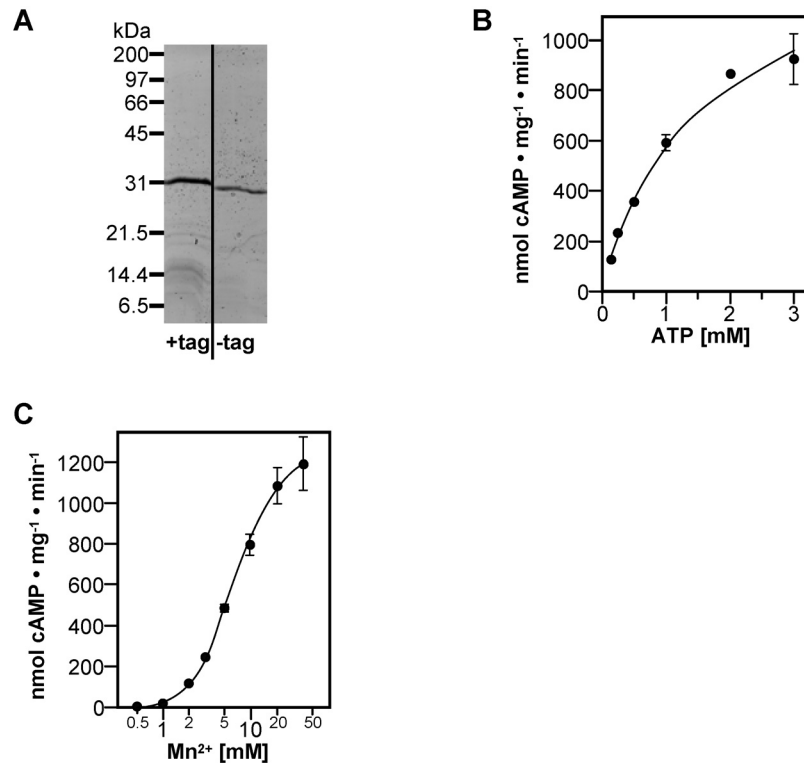 A
kDa
200
97
66
45
31
21.5
14.4
6.5
+tag -tag
B
nmol cAMP • mg⁻¹ • min⁻¹
1000
800
600
400
200
0
0 1 2 3
ATP [mM]
C
nmol cAMP • mg⁻¹ • min⁻¹
1200
1000
800
600
400
200
0
0.5 1 2 5 10 20 50
Mn²⁺ [mM]